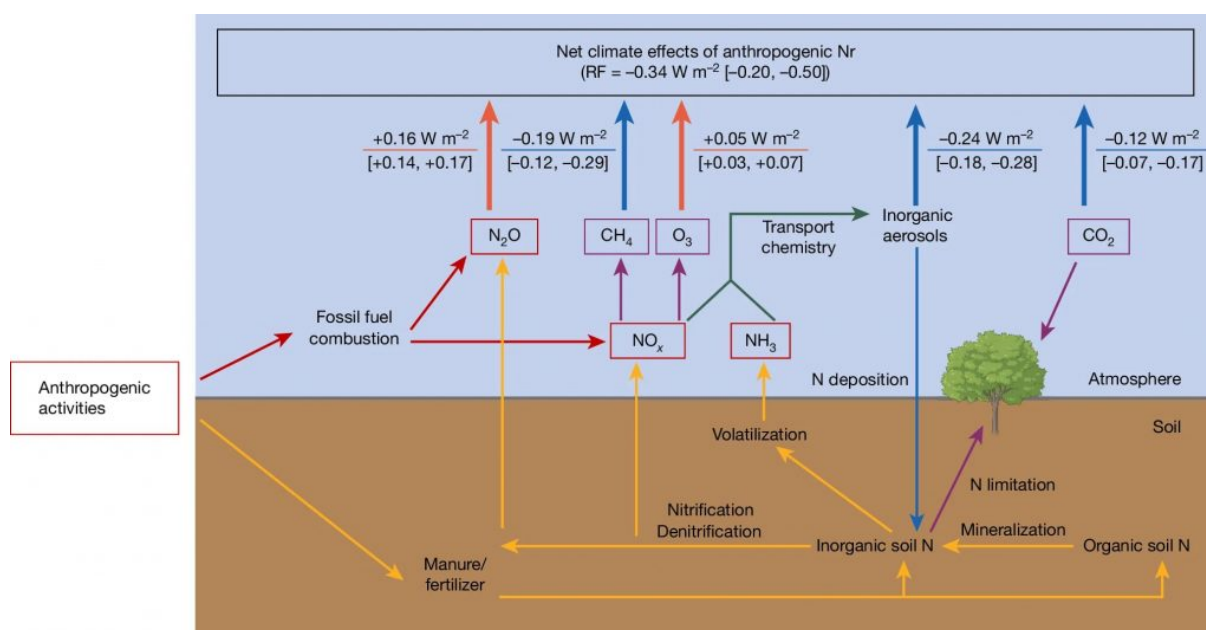 Net climate effects of anthropogenic Nr
(RF = –0.34 W m⁻² [–0.20, –0.50])
+0.16 W m⁻²
[+0.14, +0.17]
–0.19 W m⁻²
[–0.12, –0.29]
+0.05 W m⁻²
[+0.03, +0.07]
–0.24 W m⁻²
[–0.18, –0.28]
–0.12 W m⁻²
[–0.07, –0.17]
N₂O
CH₄
O₃
Transport
chemistry
Inorganic
aerosols
CO₂
Fossil fuel
combustion
NOₓ
NH₃
Anthropogenic
activities
N deposition
Atmosphere
Soil
Volatilization
N limitation
Nitrification
Denitrification
Inorganic soil N
Mineralization
Organic soil N
Manure/
fertilizer